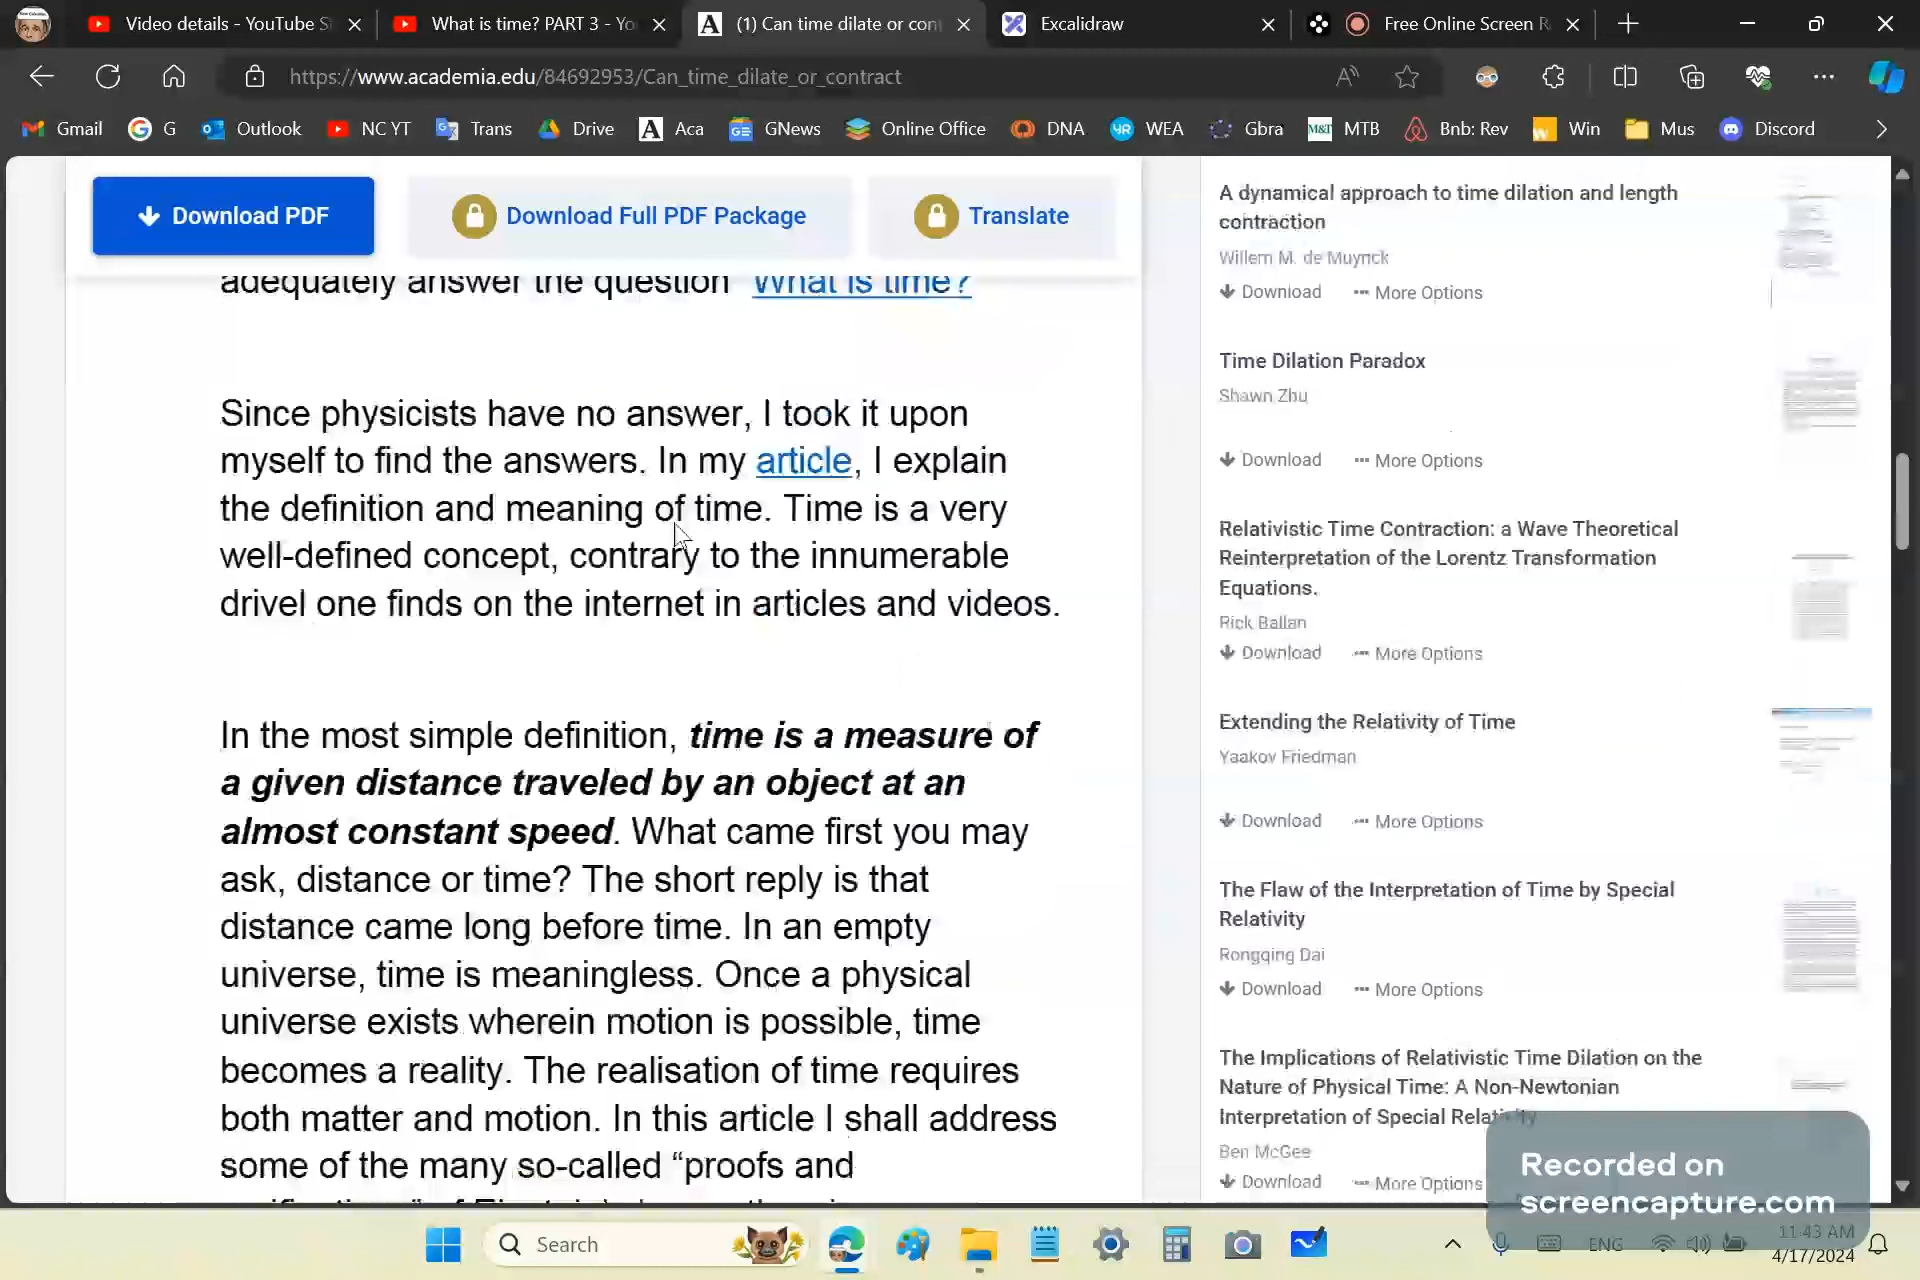 Video details - YouTube S
What is time? PART 3 - Yo
(1) Can time dilate or con
Excalidraw
Free Online Screen R
https://www.academia.edu/84692953/Can_time_dilate_or_contract
Gmail
G
Outlook
NC YT
Trans
Drive
Aca
GNews
Online Office
DNA
WEA
Gbra
MTB
Bnb: Rev
Win
Mus
Discord
Download PDF
Download Full PDF Package
Translate
adequately answer the question What is time?
Since physicists have no answer, I took it upon
myself to find the answers. In my article, I explain
the definition and meaning of time. Time is a very
well-defined concept, contrary to the innumerable
drivel one finds on the internet in articles and videos.
In the most simple definition, time is a measure of
a given distance traveled by an object at an
almost constant speed. What came first you may
ask, distance or time? The short reply is that
distance came long before time. In an empty
universe, time is meaningless. Once a physical
universe exists wherein motion is possible, time
becomes a reality. The realisation of time requires
both matter and motion. In this article I shall address
some of the many so-called “proofs and
A dynamical approach to time dilation and length
contraction
Willem M. de Muynck
Download
More Options
Time Dilation Paradox
Shawn Zhu
Download
More Options
Relativistic Time Contraction: a Wave Theoretical
Reinterpretation of the Lorentz Transformation
Equations.
Rick Ballan
Download
More Options
Extending the Relativity of Time
Yaakov Friedman
Download
More Options
The Flaw of the Interpretation of Time by Special
Relativity
Rongqing Dai
Download
More Options
The Implications of Relativistic Time Dilation on the
Nature of Physical Time: A Non-Newtonian
Interpretation of Special Relativity
Ben McGee
Download
More Options
Recorded on
screencapture.com
Search
ENG
11:43 AM
4/17/2024